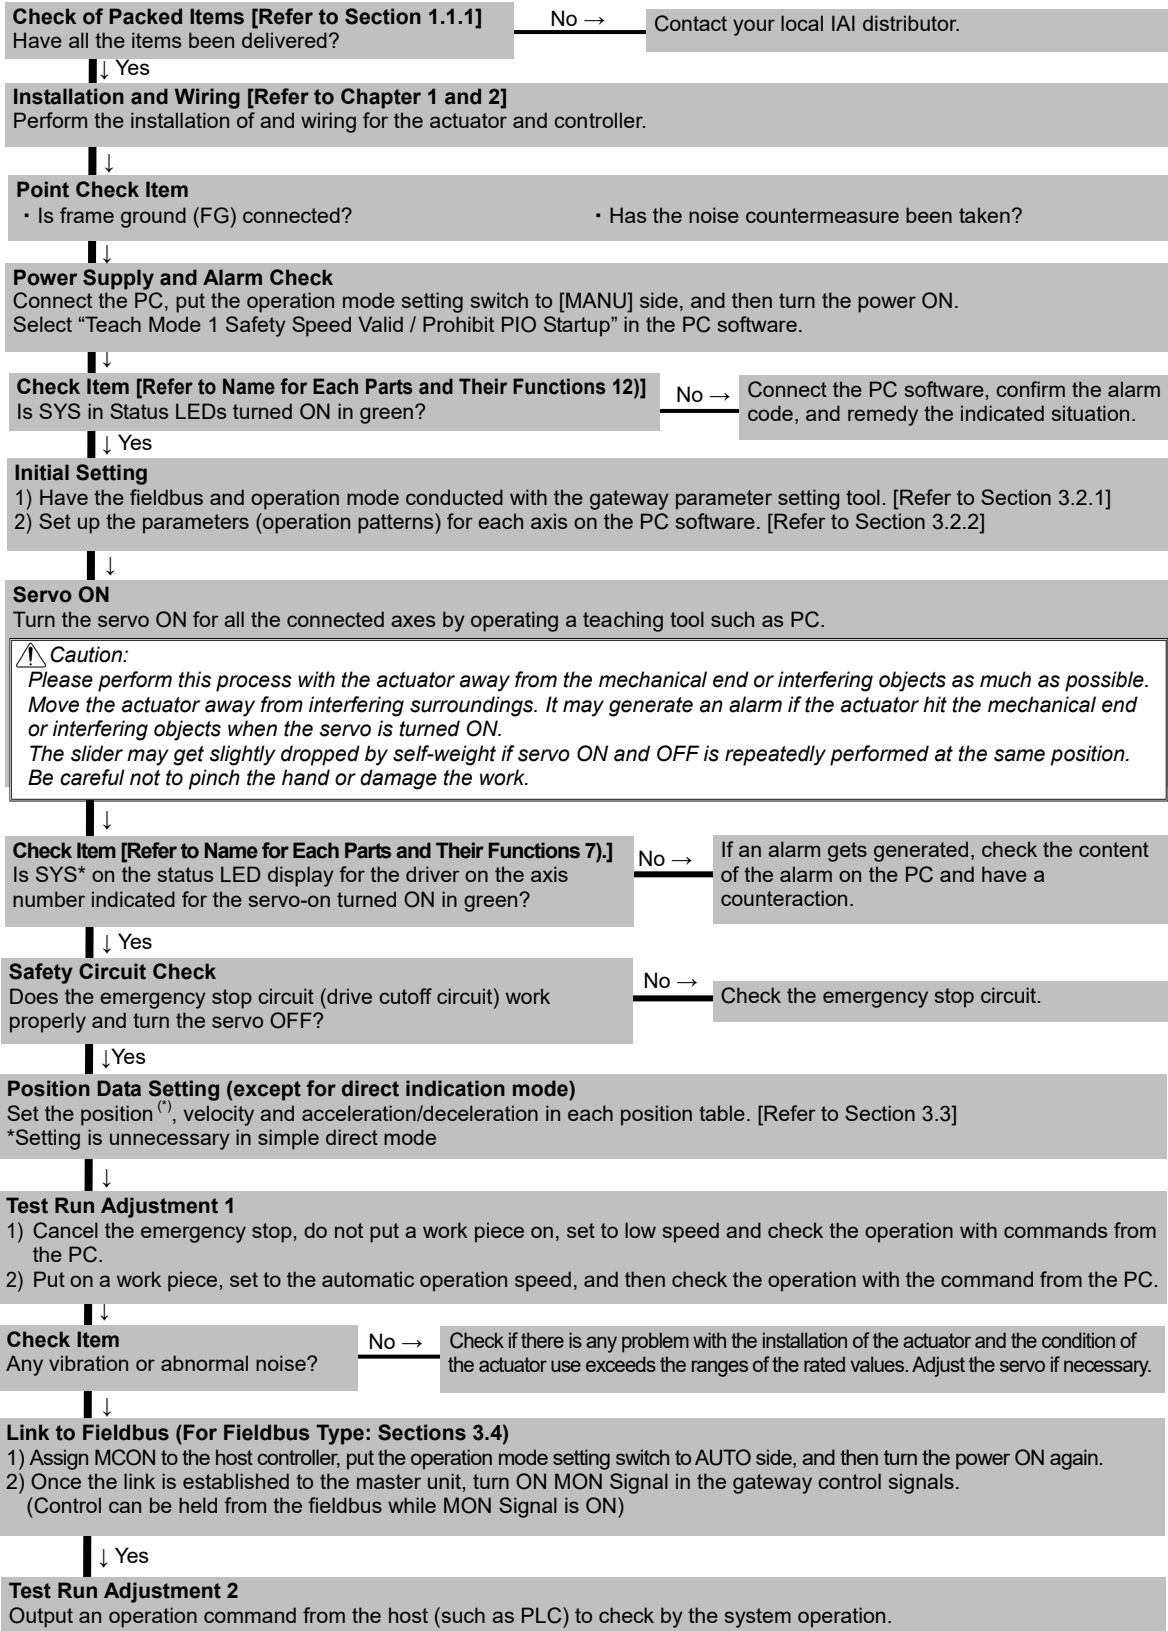 Check of Packed Items [Refer to Section 1.1.1]
Have all the items been delivered?
No →
Contact your local IAI distributor.
↓ Yes
Installation and Wiring [Refer to Chapter 1 and 2]
Perform the installation of and wiring for the actuator and controller.
↓
Point Check Item
・Is frame ground (FG) connected?
・Has the noise countermeasure been taken?
↓
Power Supply and Alarm Check
Connect the PC, put the operation mode setting switch to [MANU] side, and then turn the power ON.
Select “Teach Mode 1 Safety Speed Valid / Prohibit PIO Startup” in the PC software.
↓
Check Item [Refer to Name for Each Parts and Their Functions 12)]
Is SYS in Status LEDs turned ON in green?
No →
Connect the PC software, confirm the alarm
code, and remedy the indicated situation.
↓ Yes
Initial Setting
1) Have the fieldbus and operation mode conducted with the gateway parameter setting tool. [Refer to Section 3.2.1]
2) Set up the parameters (operation patterns) for each axis on the PC software. [Refer to Section 3.2.2]
↓
Servo ON
Turn the servo ON for all the connected axes by operating a teaching tool such as PC.
⚠ Caution:
Please perform this process with the actuator away from the mechanical end or interfering objects as much as possible.
Move the actuator away from interfering surroundings. It may generate an alarm if the actuator hit the mechanical end
or interfering objects when the servo is turned ON.
The slider may get slightly dropped by self-weight if servo ON and OFF is repeatedly performed at the same position.
Be careful not to pinch the hand or damage the work.
↓
Check Item [Refer to Name for Each Parts and Their Functions 7).]
Is SYS* on the status LED display for the driver on the axis
number indicated for the servo-on turned ON in green?
No →
If an alarm gets generated, check the content
of the alarm on the PC and have a
counteraction.
↓ Yes
Safety Circuit Check
Does the emergency stop circuit (drive cutoff circuit) work
properly and turn the servo OFF?
No →
Check the emergency stop circuit.
↓Yes
Position Data Setting (except for direct indication mode)
Set the position (*), velocity and acceleration/deceleration in each position table. [Refer to Section 3.3]
*Setting is unnecessary in simple direct mode
↓
Test Run Adjustment 1
1) Cancel the emergency stop, do not put a work piece on, set to low speed and check the operation with commands from
the PC.
2) Put on a work piece, set to the automatic operation speed, and then check the operation with the command from the PC.
↓
Check Item
Any vibration or abnormal noise?
No →
Check if there is any problem with the installation of the actuator and the condition of
the actuator use exceeds the ranges of the rated values. Adjust the servo if necessary.
↓
Link to Fieldbus (For Fieldbus Type: Sections 3.4)
1) Assign MCON to the host controller, put the operation mode setting switch to AUTO side, and then turn the power ON again.
2) Once the link is established to the master unit, turn ON MON Signal in the gateway control signals.
(Control can be held from the fieldbus while MON Signal is ON)
↓ Yes
Test Run Adjustment 2
Output an operation command from the host (such as PLC) to check by the system operation.